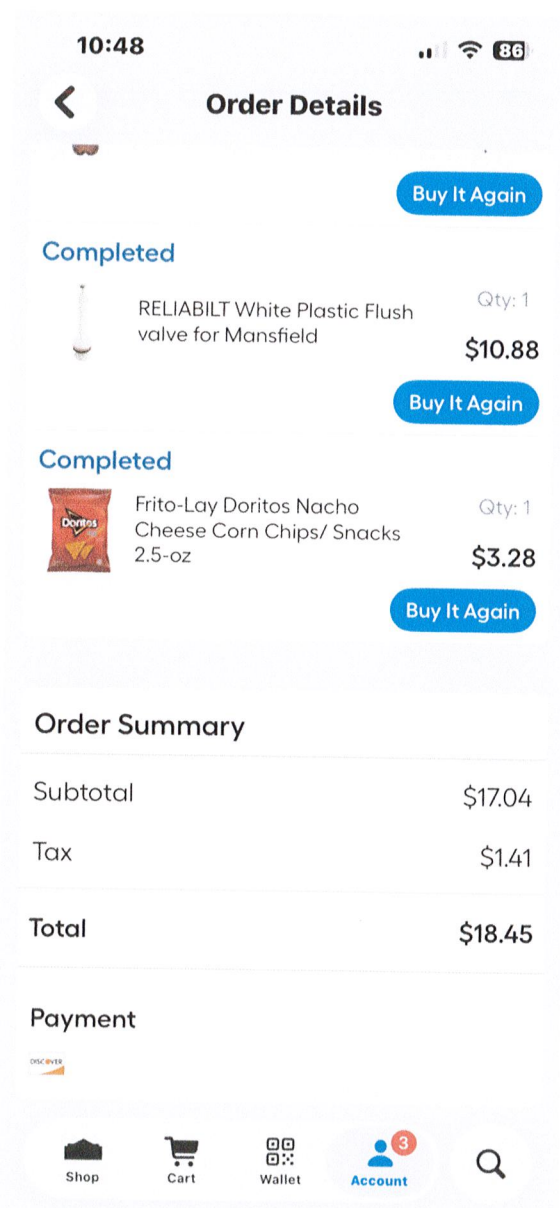 10:48
86
Order Details
Buy It Again
Completed
RELIABILT White Plastic Flush
valve for Mansfield
Qty: 1
$10.88
Buy It Again
Completed
Doritos
Frito-Lay Doritos Nacho
Cheese Corn Chips/ Snacks
2.5-oz
Qty: 1
$3.28
Buy It Again
Order Summary
Subtotal
$17.04
Tax
$1.41
Total
$18.45
Payment
DISCOVER
Shop
Cart
Wallet
3
Account